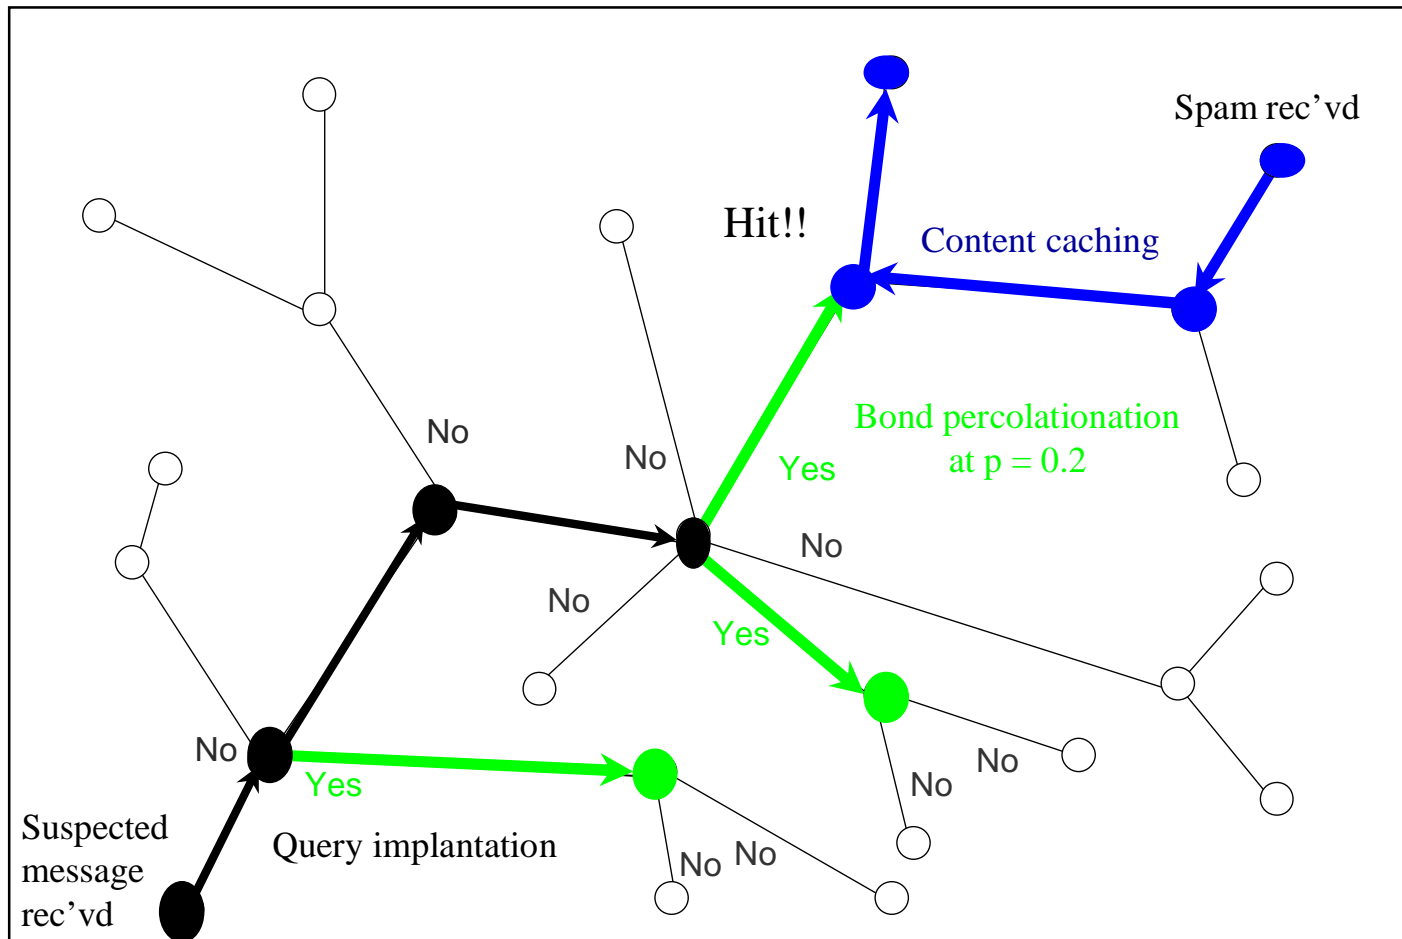 Spam rec’vd
Hit!!
Content caching
Bond percolationation
at p = 0.2
No
No
Yes
No
No
Yes
No
Yes
No
No
Suspected
message
rec’vd
Query implantation
No
No